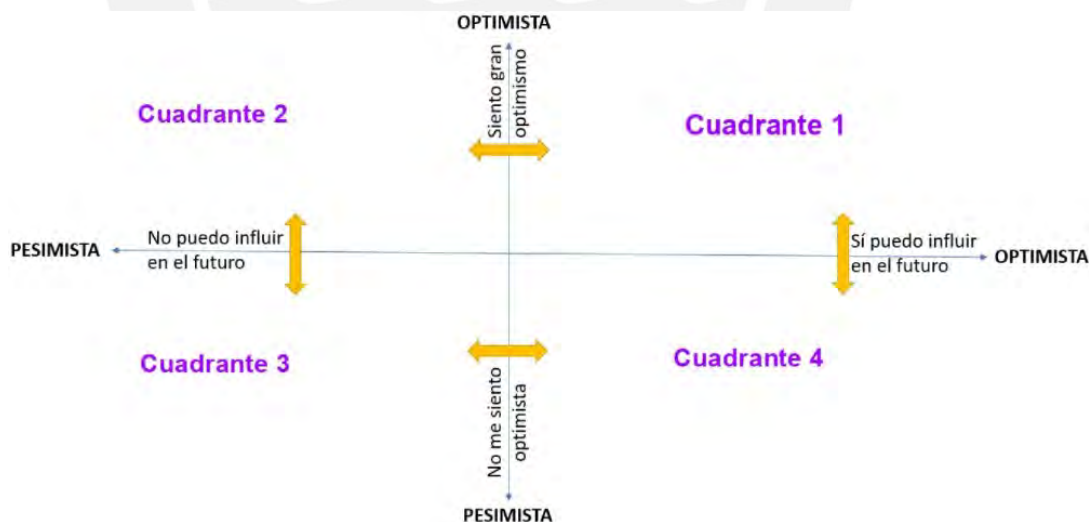 OPTIMISTA
Siento gran
optimismo
Cuadrante 2
Cuadrante 1
PESIMISTA
No puedo influir
en el futuro
Sí puedo influir
en el futuro
OPTIMISTA
Cuadrante 3
Cuadrante 4
No me siento
optimista
PESIMISTA